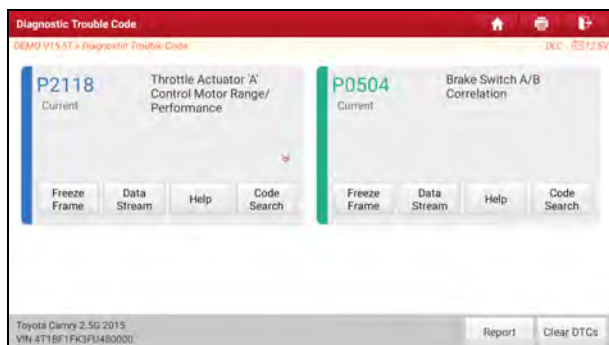 Diagnostic Trouble Code
DEMO V15.51 > Diagnostic Trouble Code
DLC 12.5V
P2118
Current
Throttle Actuator 'A'
Control Motor Range/
Performance
Freeze
Frame
Data
Stream
Help
Code
Search
P0504
Current
Brake Switch A/B
Correlation
Freeze
Frame
Data
Stream
Help
Code
Search
Toyota Camry 2.5G 2015
VIN 4T1BF1FK3FU480000
Report
Clear DTCs